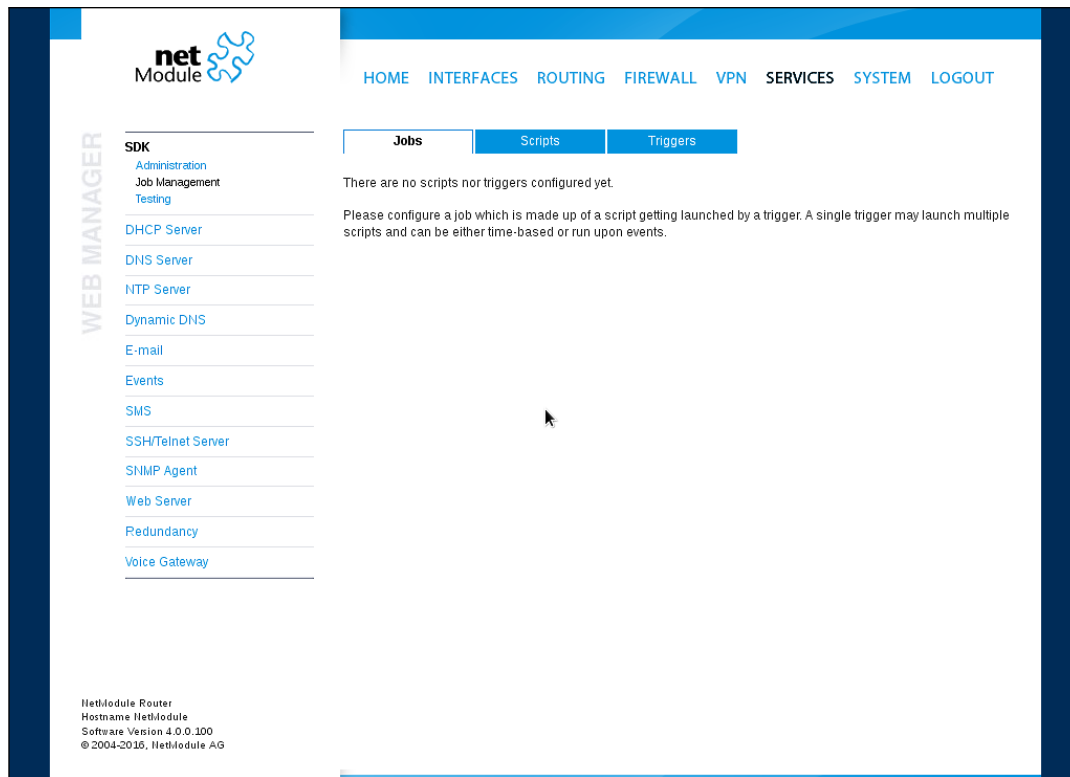 net
Module
HOME INTERFACES ROUTING FIREWALL VPN SERVICES SYSTEM LOGOUT
WEB MANAGER
SDK
Administration
Job Management
Testing
DHCP Server
DNS Server
NTP Server
Dynamic DNS
E-mail
Events
SMS
SSH/Telnet Server
SNMP Agent
Web Server
Redundancy
Voice Gateway
Jobs Scripts Triggers
There are no scripts nor triggers configured yet.
Please configure a job which is made up of a script getting launched by a trigger. A single trigger may launch multiple
scripts and can be either time-based or run upon events.
NetModule Router
Hostname NetModule
Software Version 4.0.0.100
© 2004-2016, NetModule AG